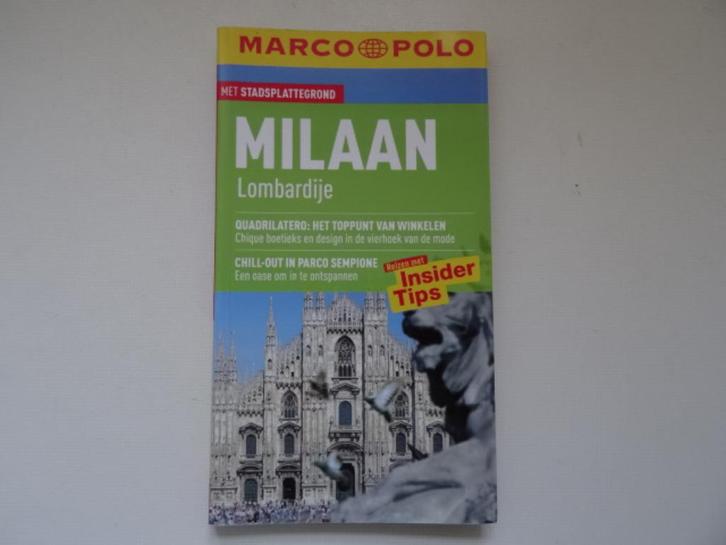 MARCO POLO
MET STADSPLATTEGROND
MILAAN
Lombardije
QUADRILATERO: HET TOPPUNT VAN WINKELEN
Chique boetieks en design in de vierhoek van de mode
CHILL-OUT IN PARCO SEMPIONE
Een oase om in te ontspannen
Reizen met
Insider
Tips